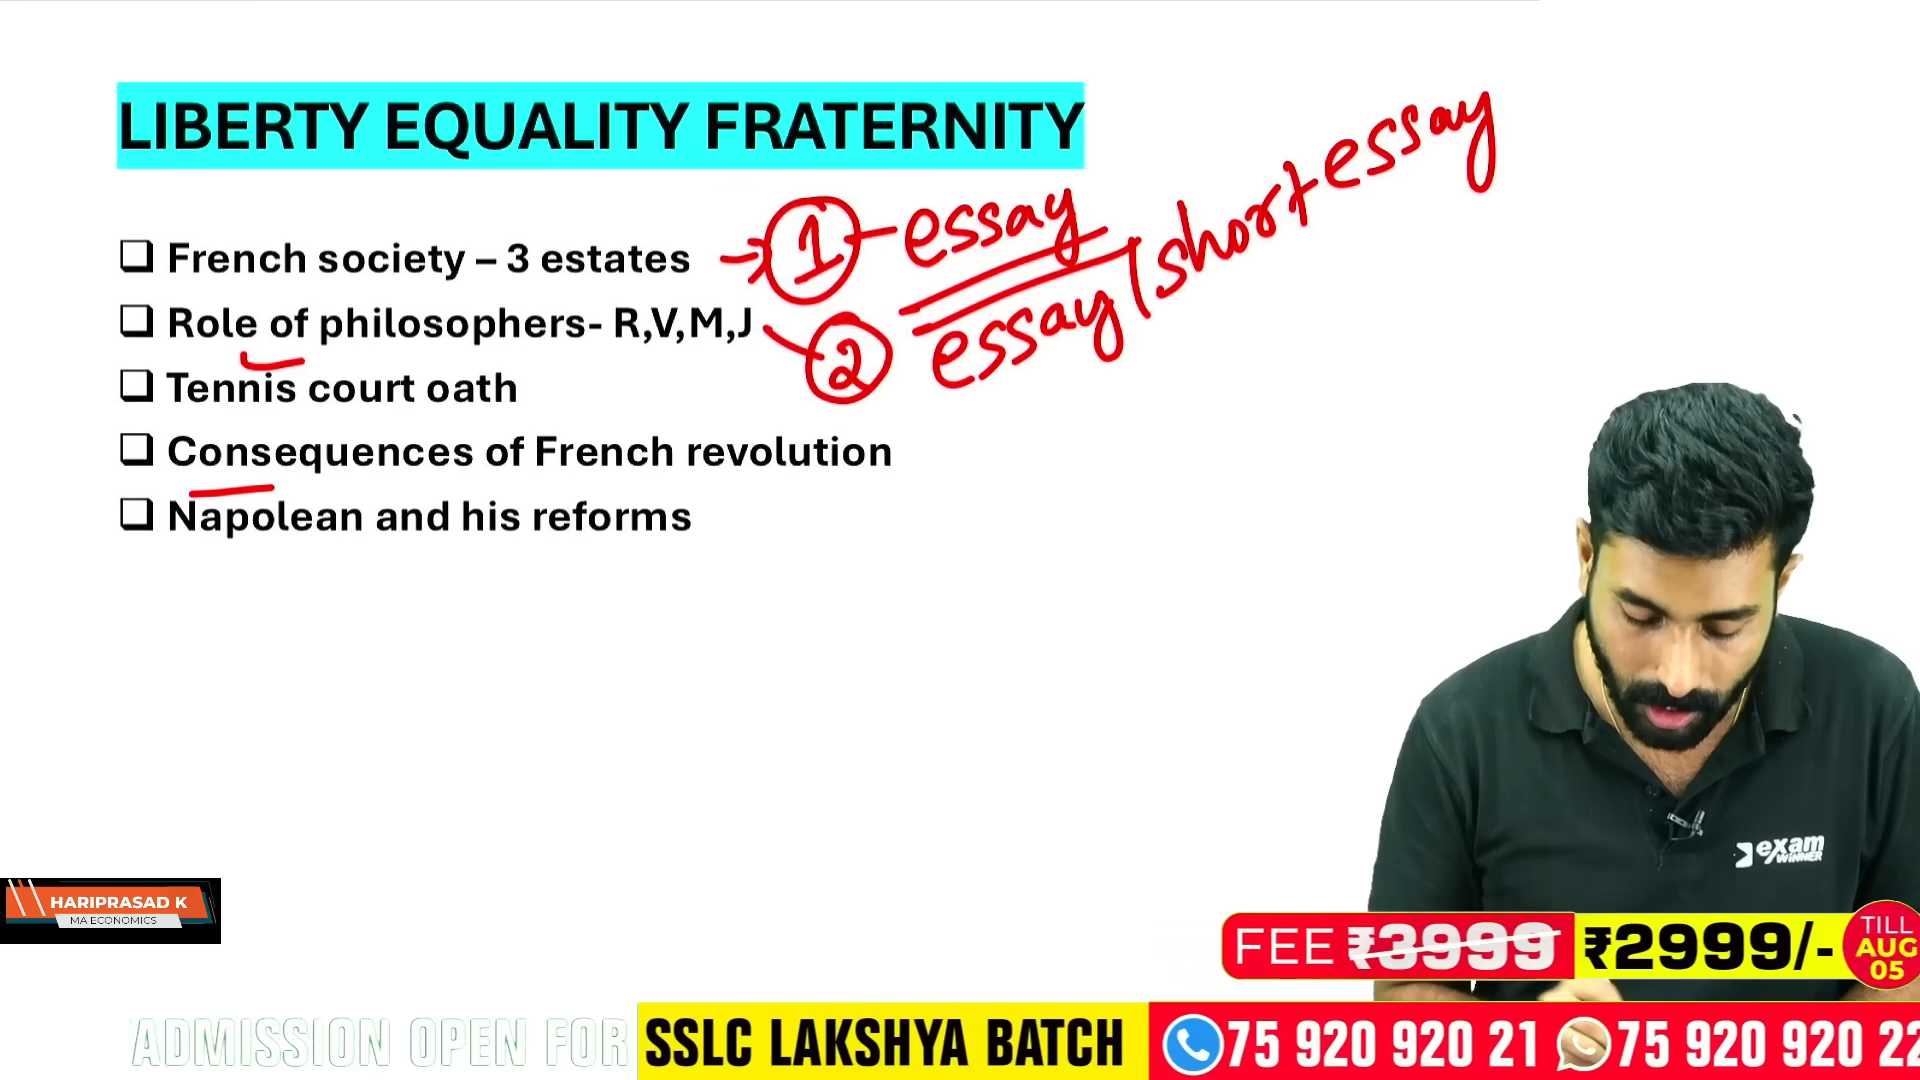 LIBERTY EQUALITY FRATERNITY
French society – 3 estates
1 - essay
Role of philosophers- R,V,M,J
2 essay/short essay
Tennis court oath
Consequences of French revolution
Napolean and his reforms
exam
WINNER
HARIPRASAD K
MA ECONOMICS
FEE ₹3999 ₹2999/-
TILL
AUG
05
ADMISSION OPEN FOR SSLC LAKSHYA BATCH 75 920 920 21 75 920 920 22